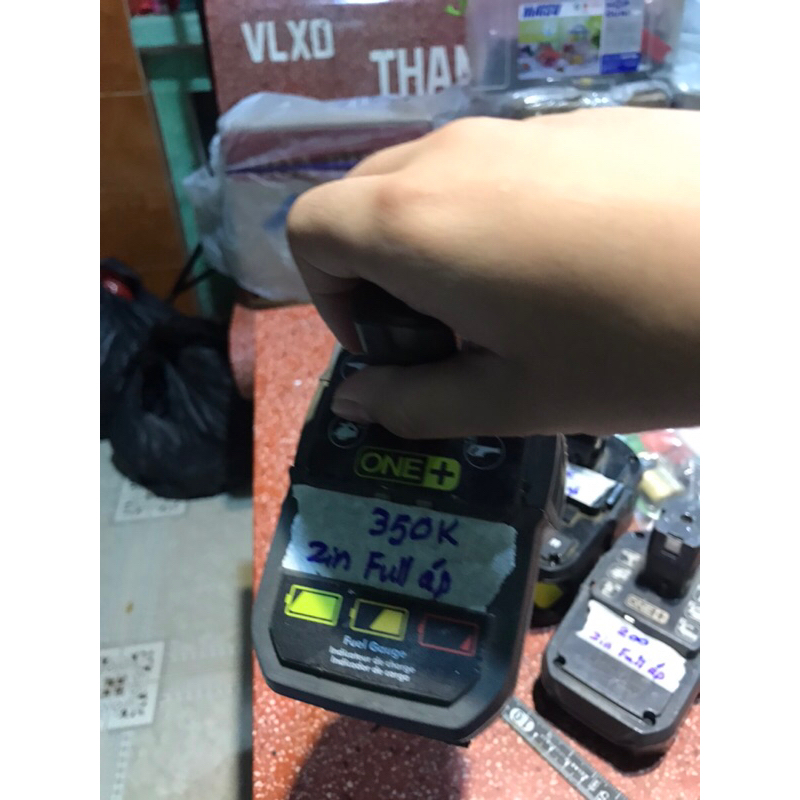 VLXD
THAN
ONE+
350K
Zin Full áp
Fuel Gauge
Indicateur de charge
Indicador de carga
200
Zin Full áp